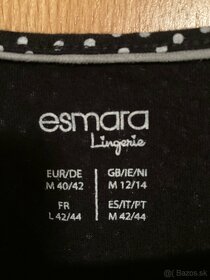 esmara
Lingerie
EUR/DE GB/IE/NI
M 40/42 M 12/14
FR ES/IT/PT
L 42/44 M 42/44
bazos.sk